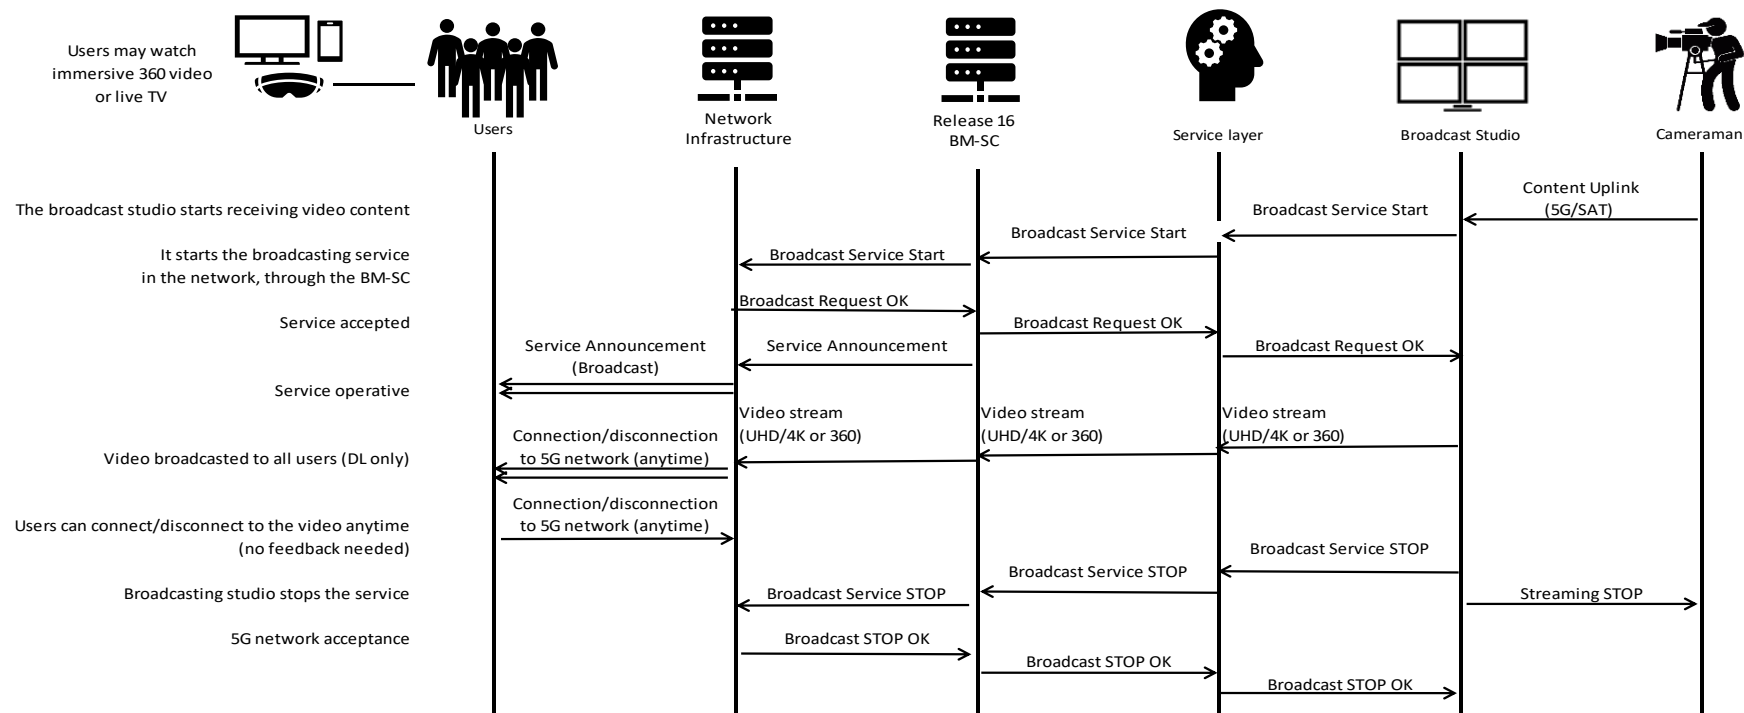 Users may watch
immersive 360 video
or live TV
Users
Network
Infrastructure
Release 16
BM-SC
Service layer
Broadcast Studio
Cameraman
The broadcast studio starts receiving video content
Broadcast Service Start
Content Uplink
(5G/SAT)
It starts the broadcasting service
in the network, through the BM-SC
Broadcast Service Start
Broadcast Service Start
Broadcast Request OK
Service accepted
Broadcast Request OK
Service Announcement
(Broadcast)
Service Announcement
Broadcast Request OK
Service operative
Video stream
(UHD/4K or 360)
Video stream
(UHD/4K or 360)
Video stream
(UHD/4K or 360)
Connection/disconnection
to 5G network (anytime)
Video broadcasted to all users (DL only)
Connection/disconnection
to 5G network (anytime)
Users can connect/disconnect to the video anytime
(no feedback needed)
Broadcast Service STOP
Broadcast Service STOP
Broadcasting studio stops the service
Broadcast Service STOP
Streaming STOP
5G network acceptance
Broadcast STOP OK
Broadcast STOP OK
Broadcast STOP OK